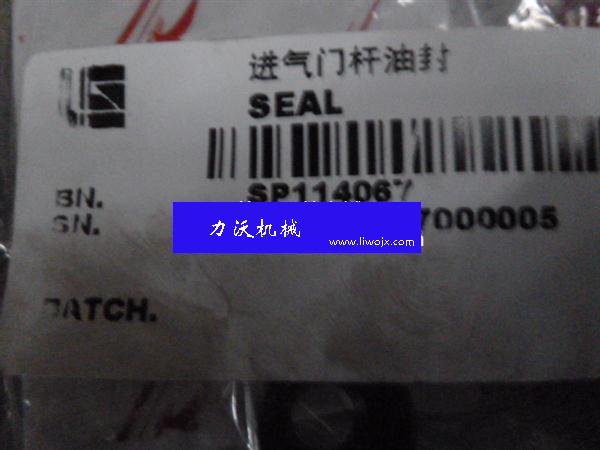 进气门杆油封
SEAL
BN. SP114067
SN. 7000005
力沃机械
www.liwojx.com
BATCH.